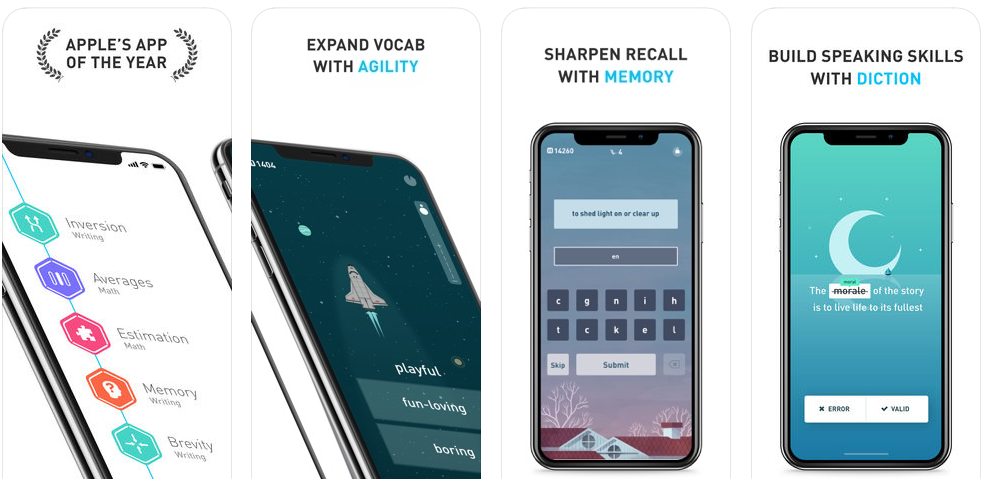 APPLE'S APP
OF THE YEAR
Inversion
Writing
Averages
Math
Estimation
Math
Memory
Writing
Brevity
Writing
EXPAND VOCAB
WITH AGILITY
1404
playful
fun-loving
boring
SHARPEN RECALL
WITH MEMORY
14260
4
to shed light on or clear up
en
c g n i h
t c k e l
Skip Submit
BUILD SPEAKING SKILLS
WITH DICTION
moral
The morale of the story
is to live life to its fullest
ERROR VALID